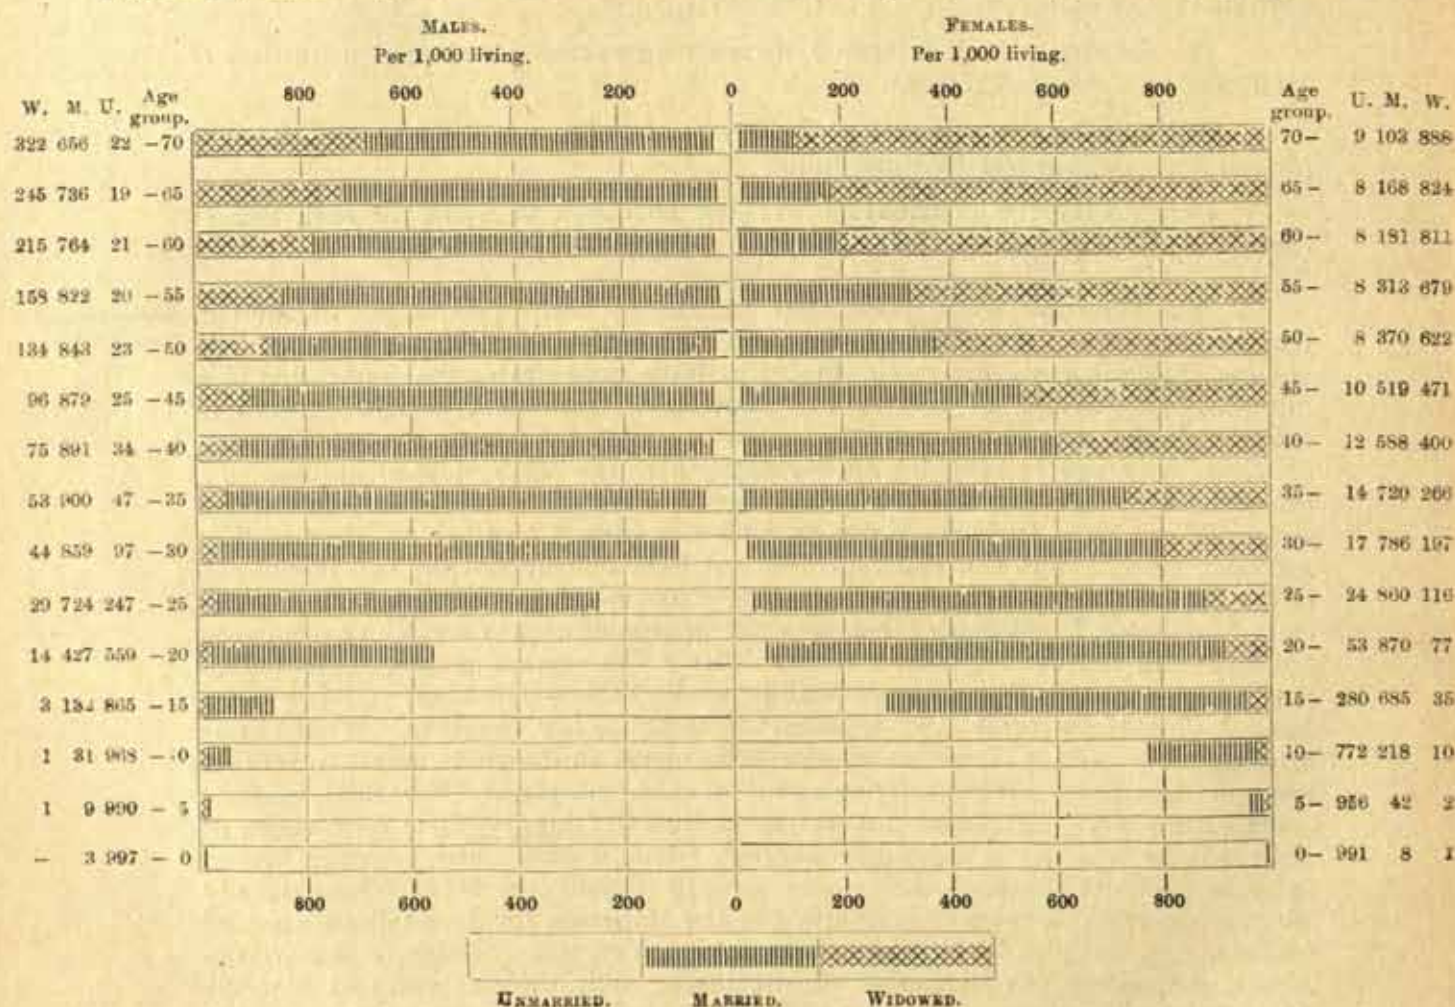 MALES. FEMALES.
Per 1,000 living. Per 1,000 living.
800 600 400 200 0 200 400 600 800
W. M. U. Age group. Age group. U. M. W.
322 656 22 –70 70– 9 103 888
245 736 19 –65 65– 8 168 824
215 764 21 –60 60– 8 181 811
158 822 20 –55 55– 8 313 679
134 843 23 –50 50– 8 370 622
96 879 25 –45 45– 10 519 471
75 891 34 –40 40– 12 588 400
53 900 47 –35 35– 14 720 266
44 859 97 –30 30– 17 786 197
29 724 247 –25 25– 24 860 116
14 427 559 –20 20– 53 870 77
3 865 –15 15– 280 685 35
1 31 968 – 10– 772 218 10
1 9 990 – 5 5– 956 42 2
– 3 997 – 0 0– 991 8 1
800 600 400 200 0 200 400 600 800
UNMARRIED. MARRIED. WIDOWED.